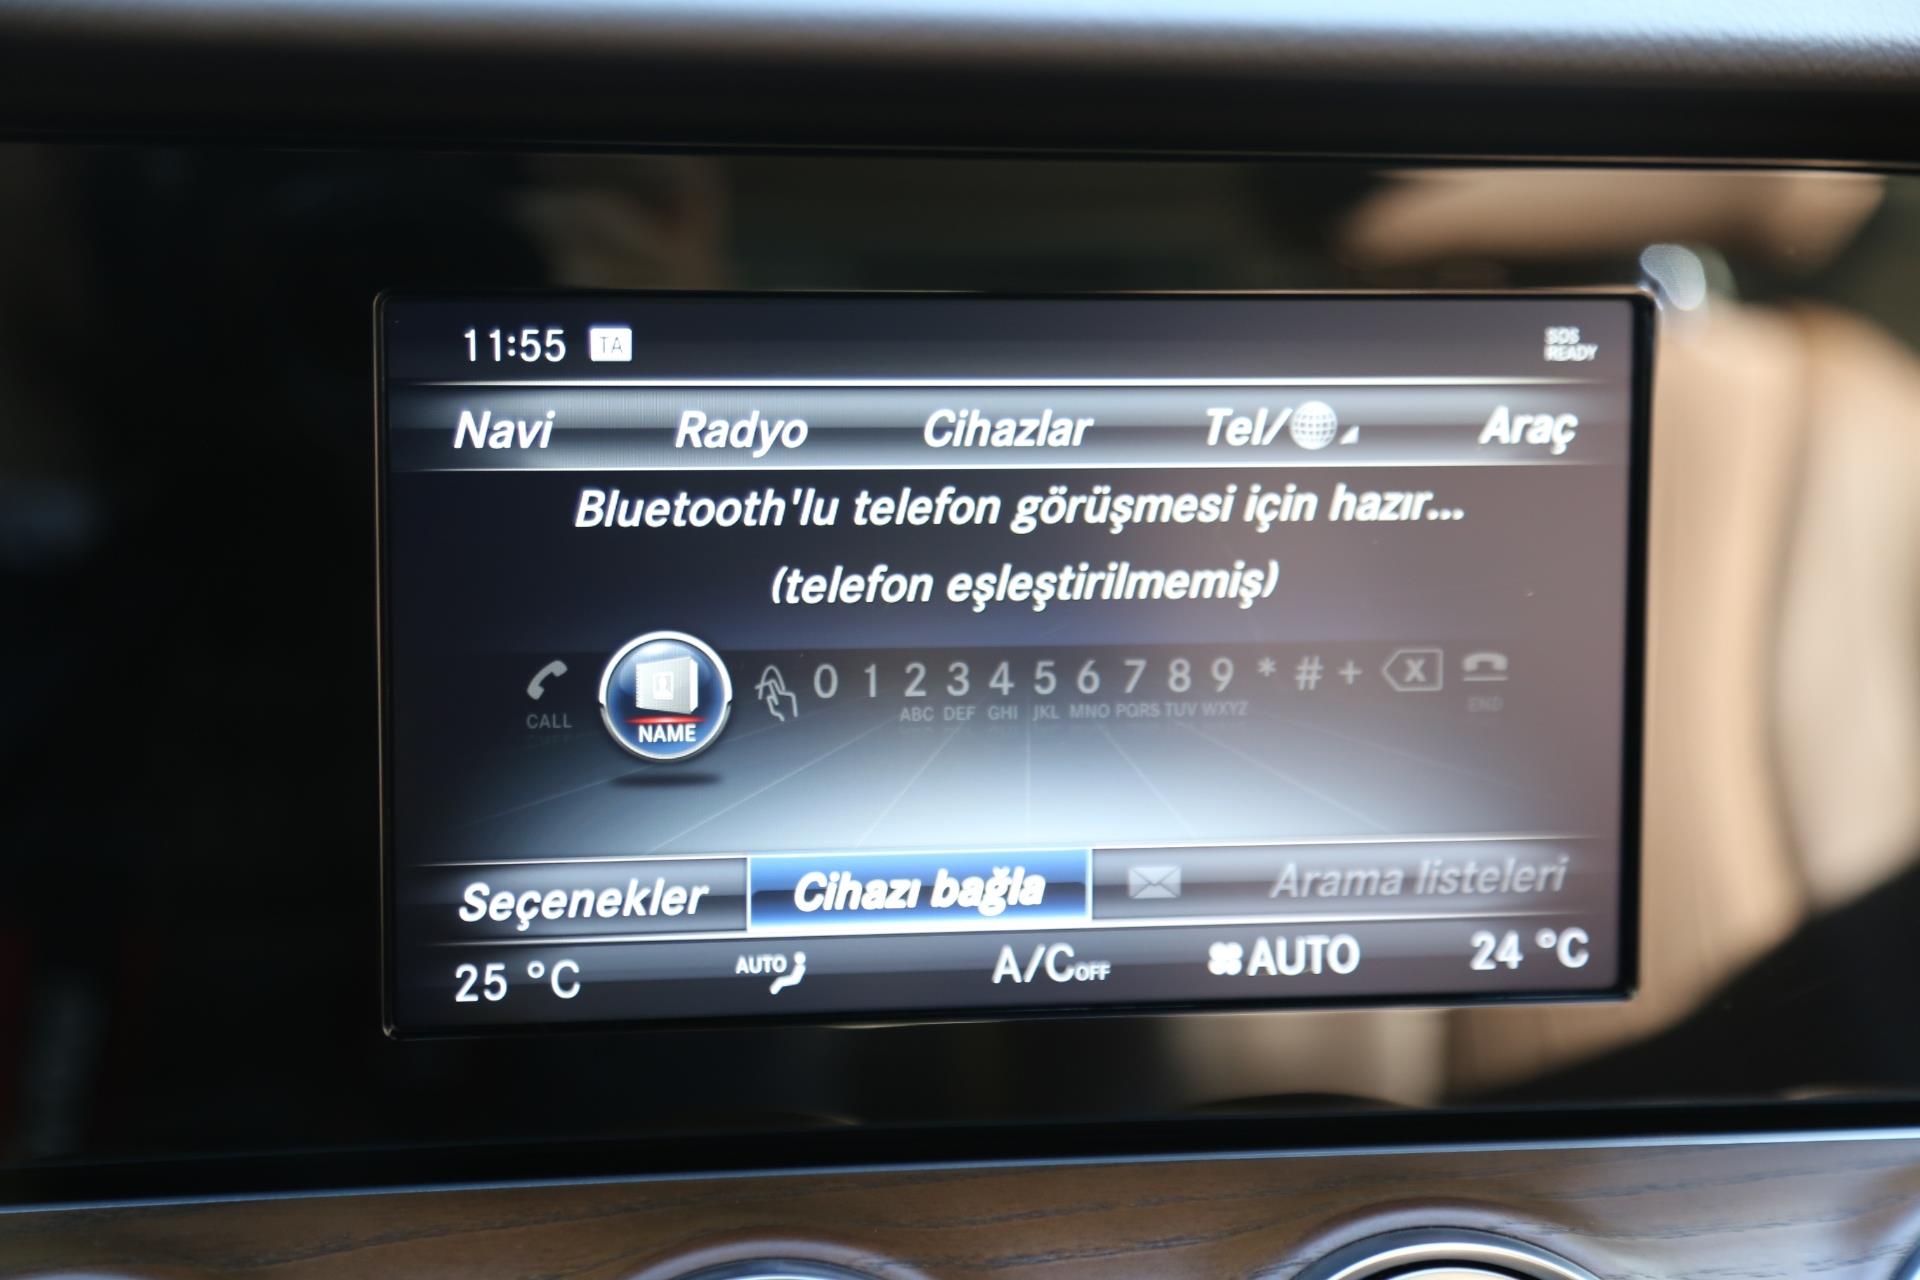 11:55 TA SOS
READY
Navi Radyo Cihazlar Tel/ Araç
Bluetooth'lu telefon görüşmesi için hazır...
(telefon eşleştirilmemiş)
CALL NAME 0 1 2 3 4 5 6 7 8 9 * # + X END
ABC DEF GHI JKL MNO PQRS TUV WXYZ
Seçenekler Cihazı bağla Arama listeleri
25 °C AUTO A/C OFF AUTO 24 °C